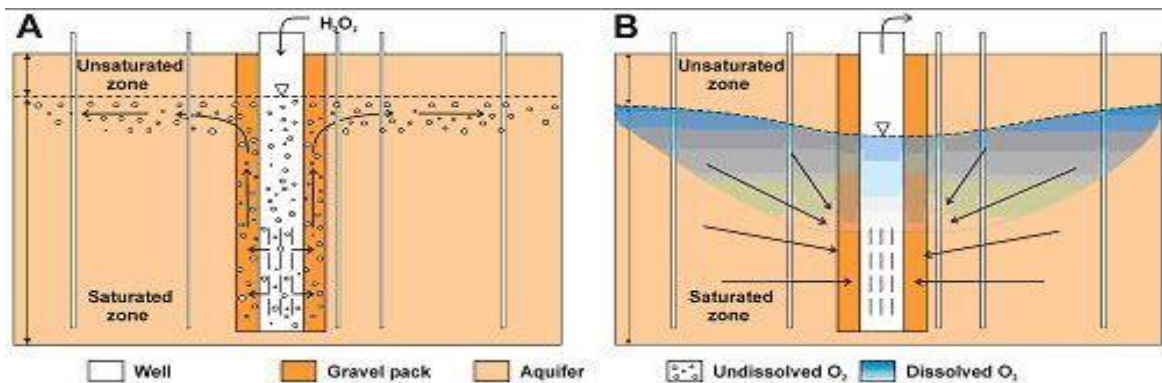 A
H₂O₂
Unsaturated
zone
Saturated
zone
B
Unsaturated
zone
Saturated
zone
Well
Gravel pack
Aquifer
Undissolved O₂
Dissolved O₂